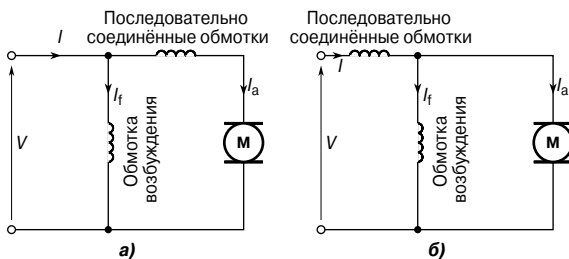 Последовательно
соединённые обмотки
I
I_f
I_a
V
Обмотка
возбуждения
M
а)
Последовательно
соединённые обмотки
I
I_f
I_a
V
Обмотка
возбуждения
M
б)